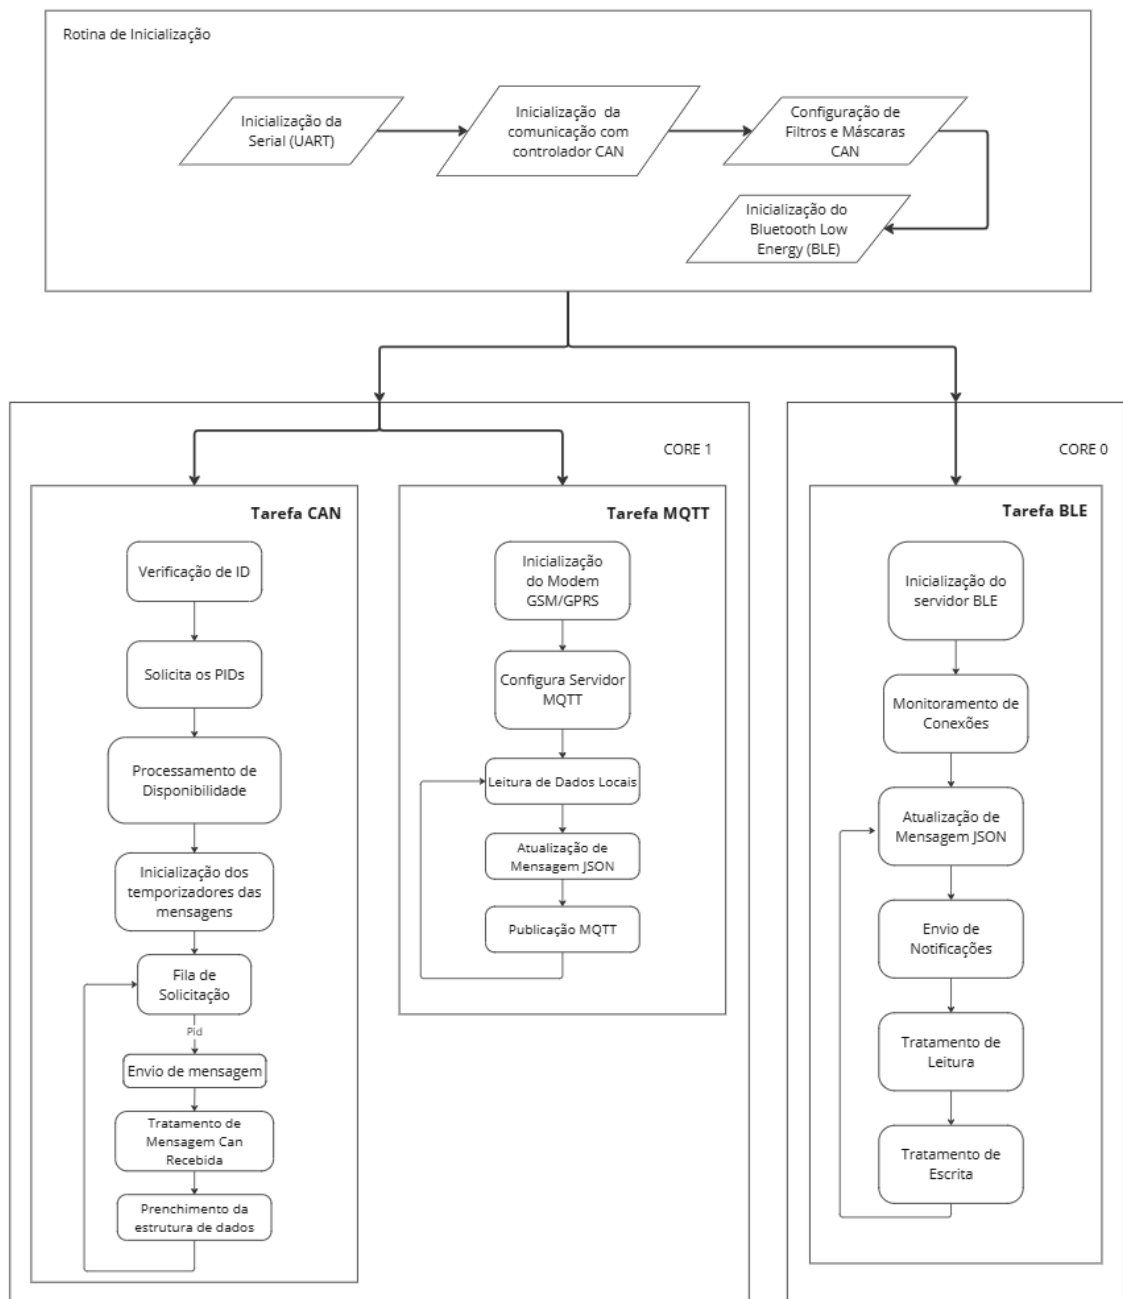 Rotina de Inicialização
Inicialização da
Serial (UART)
Inicialização da
comunicação com
controlador CAN
Configuração de
Filtros e Máscaras
CAN
Inicialização do
Bluetooth Low
Energy (BLE)
CORE 1
Tarefa CAN
Verificação de ID
Solicita os PIDs
Processamento de
Disponibilidade
Inicialização dos
temporizadores das
mensagens
Fila de
Solicitação
Pid
Envio de mensagem
Tratamento de
Mensagem Can
Recebida
Prenchimento da
estrutura de dados
Tarefa MQTT
Inicialização
do Modem
GSM/GPRS
Configura Servidor
MQTT
Leitura de Dados Locais
Atualização de
Mensagem JSON
Publicação MQTT
CORE 0
Tarefa BLE
Inicialização do
servidor BLE
Monitoramento de
Conexões
Atualização de
Mensagem JSON
Envio de
Notificações
Tratamento de
Leitura
Tratamento de
Escrita